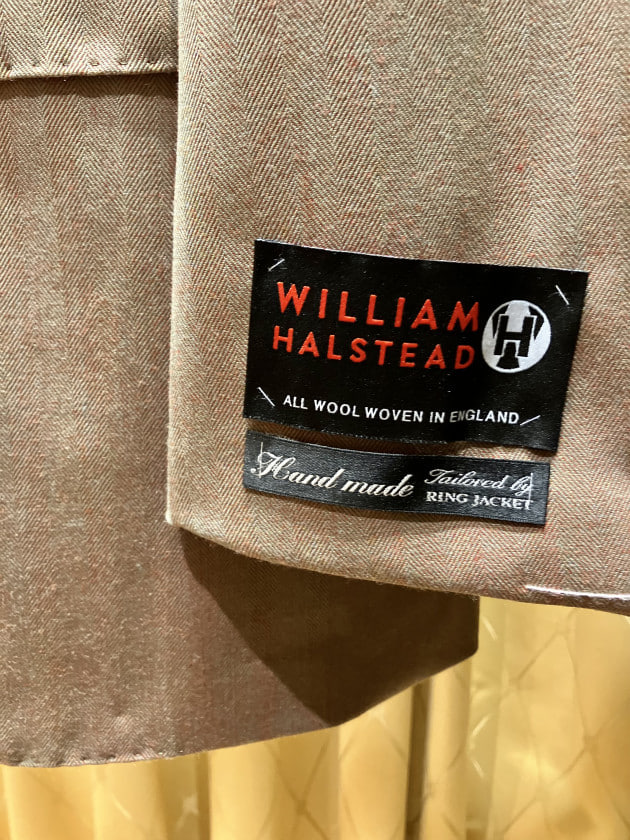 WILLIAM
HALSTEAD
H
ALL WOOL WOVEN IN ENGLAND
Hand made
Tailored by
RING JACKET